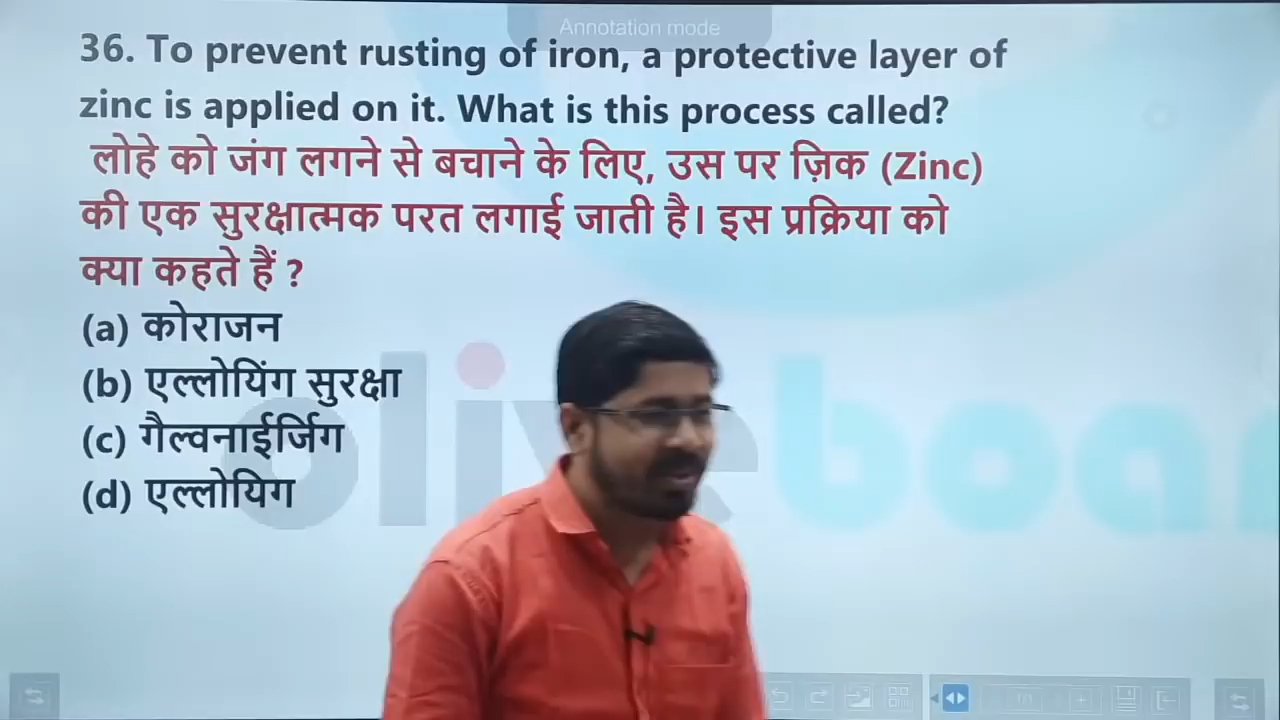 Annotation mode
36. To prevent rusting of iron, a protective layer of
zinc is applied on it. What is this process called?
लोहे को जंग लगने से बचाने के लिए, उस पर ज़िक (Zinc)
की एक सुरक्षात्मक परत लगाई जाती है। इस प्रक्रिया को
क्या कहते हैं ?
(a) कोराजन
(b) एल्लोयिंग सुरक्षा
(c) गैल्वनाईर्जिग
(d) एल्लोयिग